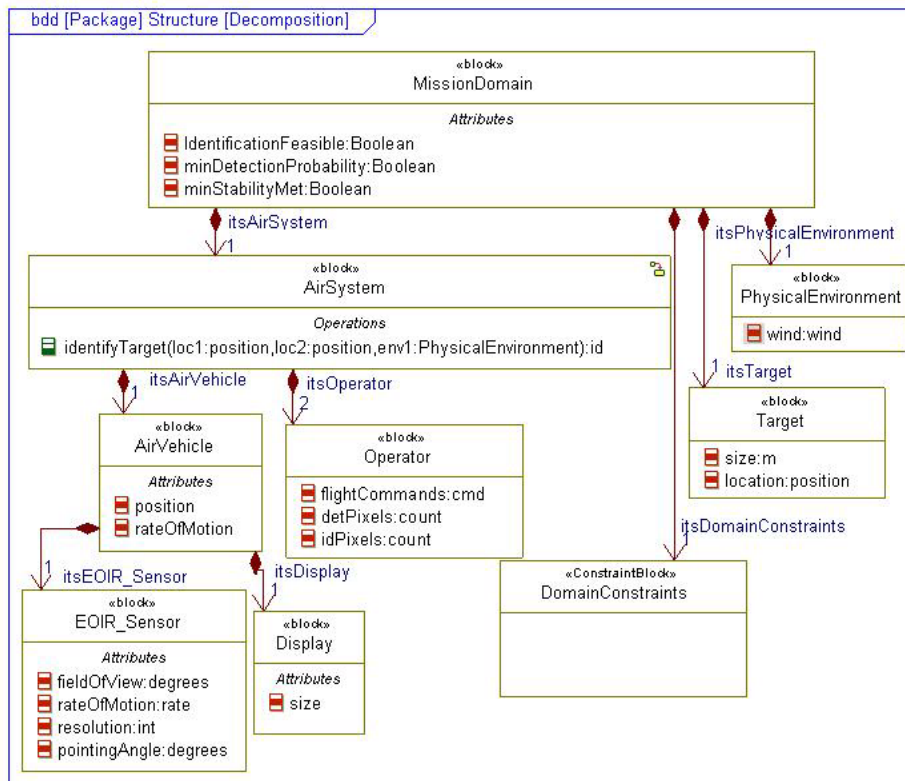 bdd [Package] Structure [Decomposition]
«block»
MissionDomain
Attributes
IdentificationFeasible:Boolean
minDetectionProbability:Boolean
minStabilityMet:Boolean
itsAirSystem
1
itsPhysicalEnvironment
1
«block»
AirSystem
Operations
identifyTarget(loc1:position,loc2:position,env1:PhysicalEnvironment):id
«block»
PhysicalEnvironment
wind:wind
itsAirVehicle
1
itsOperator
2
1
itsTarget
«block»
AirVehicle
Attributes
position
rateOfMotion
«block»
Operator
flightCommands:cmd
detPixels:count
idPixels:count
«block»
Target
size:m
location:position
itsDomainConstraints
1
1
itsEOIR_Sensor
itsDisplay
1
«block»
EOIR_Sensor
Attributes
fieldOfView:degrees
rateOfMotion:rate
resolution:int
pointingAngle:degrees
«block»
Display
Attributes
size
«ConstraintBlock»
DomainConstraints